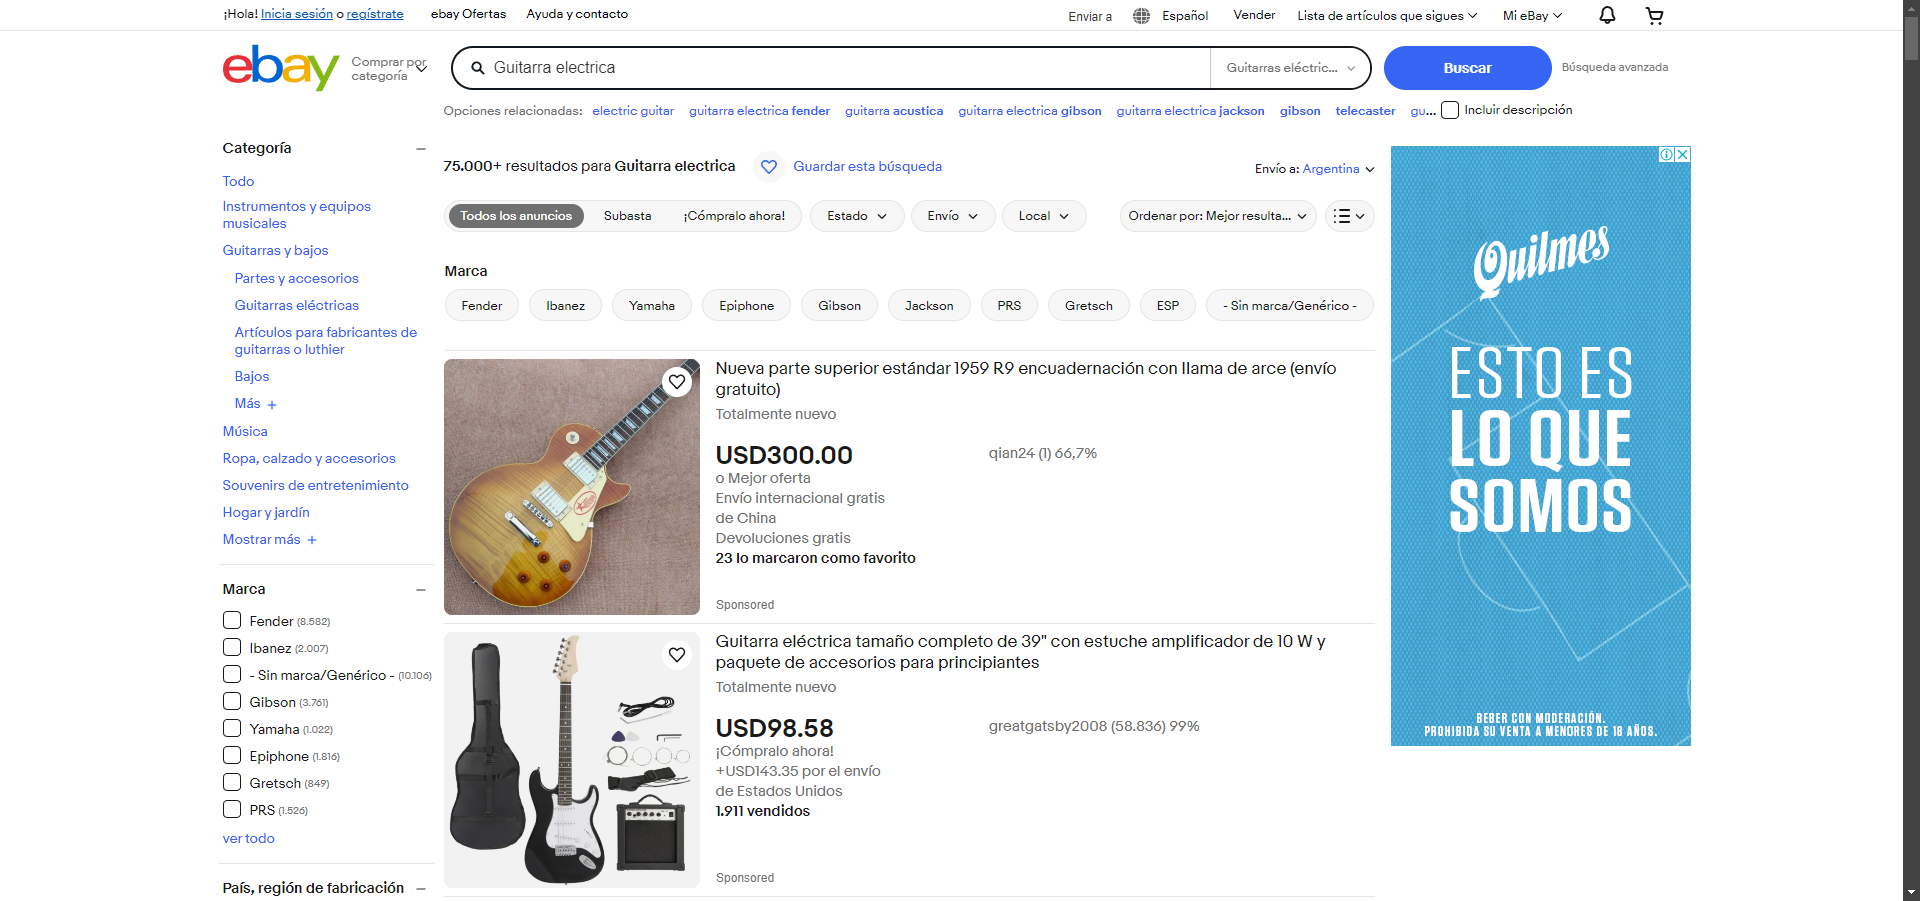 ¡Hola! Inicia sesión o regístrate
ebay Ofertas
Ayuda y contacto
Enviar a
Español
Vender
Lista de artículos que sigues
Mi eBay
ebay
Comprar por
categoría
Guitarra electrica
Guitarras eléctric...
Buscar
Búsqueda avanzada
Opciones relacionadas:
electric guitar
guitarra electrica fender
guitarra acustica
guitarra electrica gibson
guitarra electrica jackson
gibson
telecaster
gu...
Incluir descripción
Categoría
Todo
Instrumentos y equipos
musicales
Guitarras y bajos
Partes y accesorios
Guitarras eléctricas
Artículos para fabricantes de
guitarras o luthier
Bajos
Más +
Música
Ropa, calzado y accesorios
Souvenirs de entretenimiento
Hogar y jardín
Mostrar más +
Marca
Fender (8.582)
Ibanez (2.007)
- Sin marca/Genérico - (10.106)
Gibson (3.761)
Yamaha (1.022)
Epiphone (1.816)
Gretsch (849)
PRS (1.526)
ver todo
País, región de fabricación
75.000+ resultados para Guitarra electrica
Guardar esta búsqueda
Envío a: Argentina
Todos los anuncios
Subasta
¡Cómpralo ahora!
Estado
Envío
Local
Ordenar por: Mejor resulta...
Marca
Fender
Ibanez
Yamaha
Epiphone
Gibson
Jackson
PRS
Gretsch
ESP
- Sin marca/Genérico -
Nueva parte superior estándar 1959 R9 encuadernación con llama de arce (envío
gratuito)
Totalmente nuevo
USD300.00
qian24 (1) 66,7%
o Mejor oferta
Envío internacional gratis
de China
Devoluciones gratis
23 lo marcaron como favorito
Sponsored
Guitarra eléctrica tamaño completo de 39" con estuche amplificador de 10 W y
paquete de accesorios para principiantes
Totalmente nuevo
USD98.58
greatgatsby2008 (58.836) 99%
¡Cómpralo ahora!
+USD143.35 por el envío
de Estados Unidos
1.911 vendidos
Sponsored
Quilmes
ESTO ES
LO QUE
SOMOS
BEBER CON MODERACIÓN.
PROHIBIDA SU VENTA A MENORES DE 18 AÑOS.